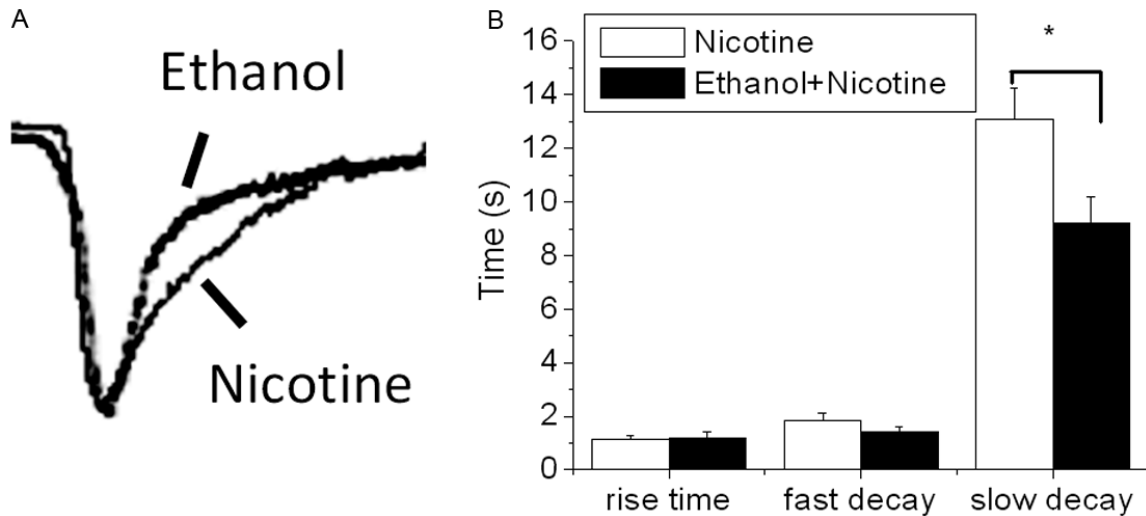 A
Ethanol
Nicotine
B
Nicotine
Ethanol+Nicotine
*
Time (s)
16
14
12
10
8
6
4
2
0
rise time
fast decay
slow decay